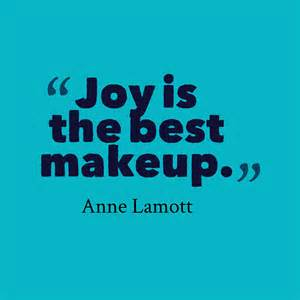 “Joy is
the best
makeup.„
Anne Lamott